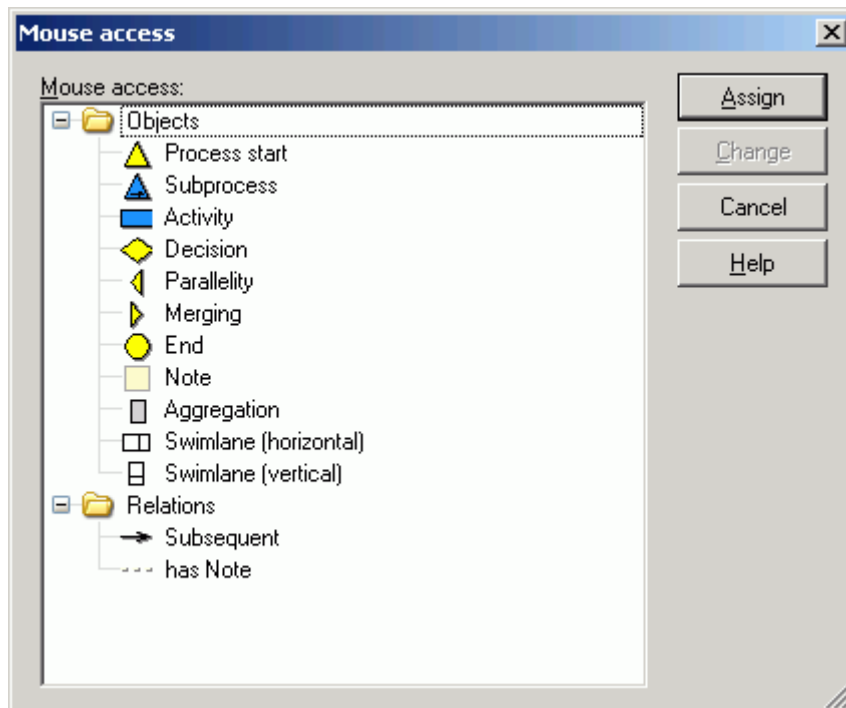 Mouse access
Mouse access:
Objects
Process start
Subprocess
Activity
Decision
Parallelity
Merging
End
Note
Aggregation
Swimlane (horizontal)
Swimlane (vertical)
Relations
Subsequent
has Note
Assign
Change
Cancel
Help